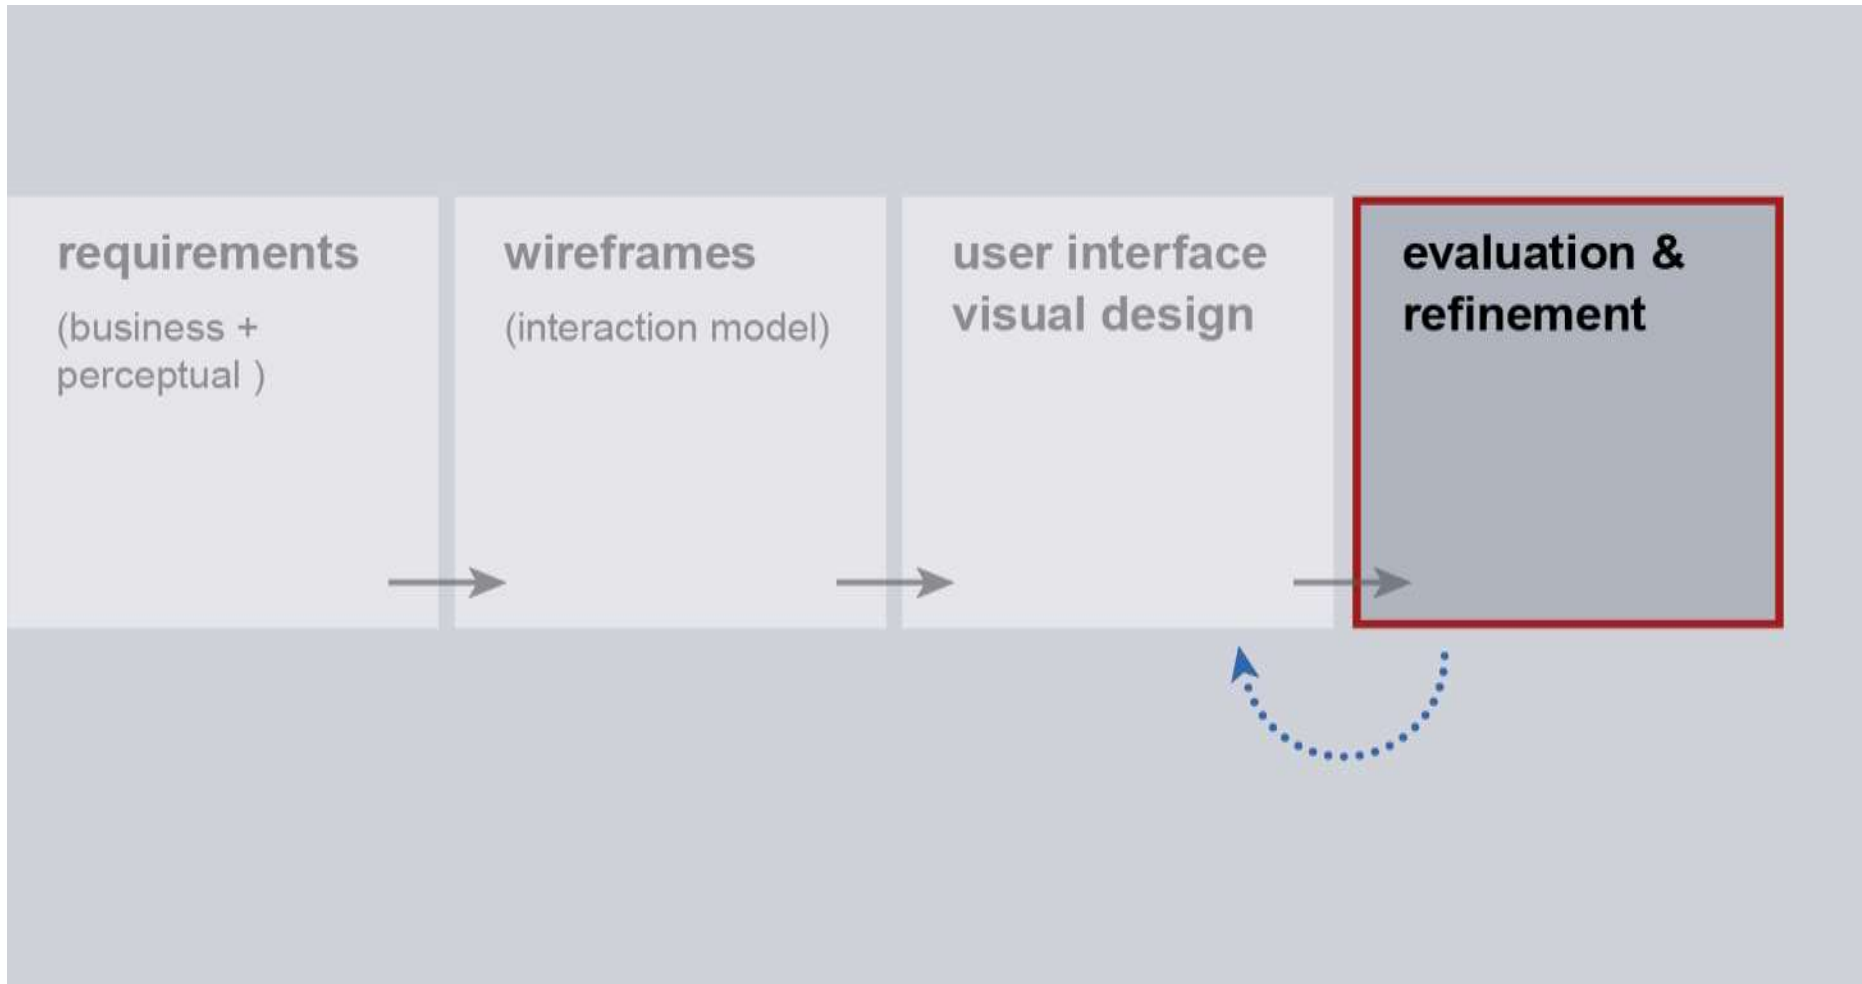 requirements
(business +
perceptual )
wireframes
(interaction model)
user interface
visual design
evaluation &
refinement